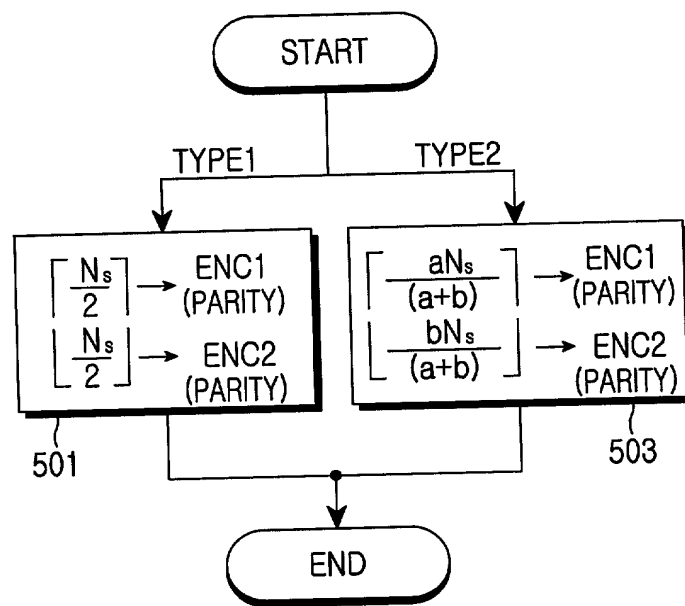 START
TYPE1
TYPE2
⌈Ns/2⌉ → ENC1
(PARITY)
⌊Ns/2⌋ → ENC2
(PARITY)
⌈aNs/(a+b)⌉ → ENC1
(PARITY)
⌊bNs/(a+b)⌋ → ENC2
(PARITY)
501
503
END